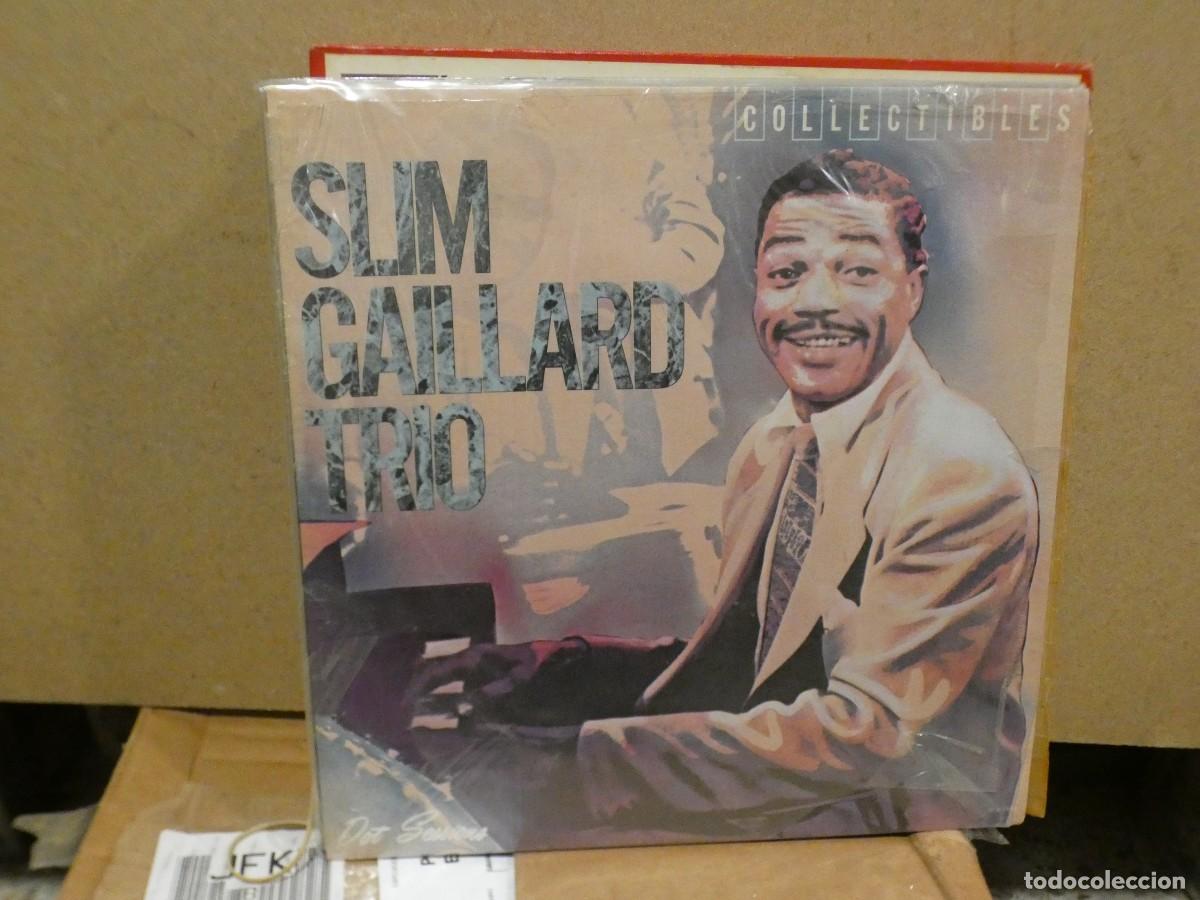 COLLECTIBLES
SLIM
GAILLARD
TRIO
Dot Sessions
JFK
todocoleccion